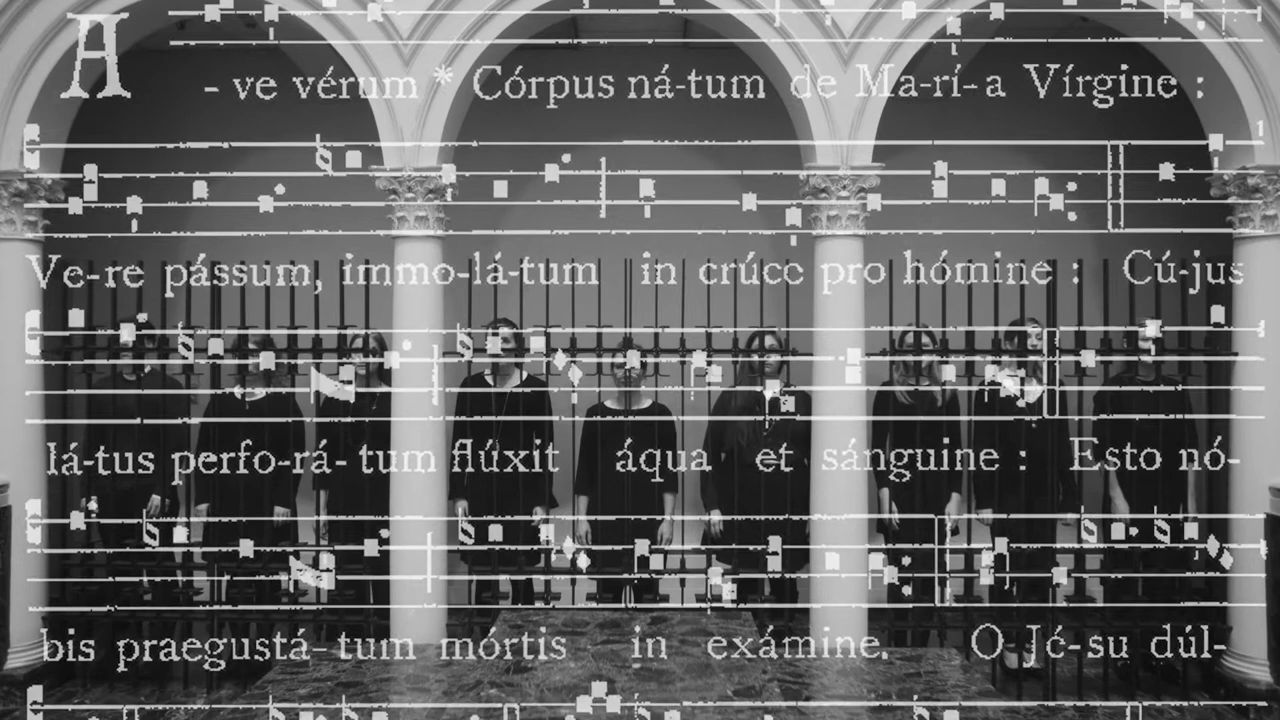 A - ve vérum * Córpus ná-tum de Ma-rí-a Vírgine :
Ve-re pássum, immo-lá-tum in crúce pro hómine : Cú-jus
lá-tus perfo-rá-tum flúxit áqua et sánguine : Esto nó-
bis praegustá-tum mórtis in exámine. O Jé-su dúl-